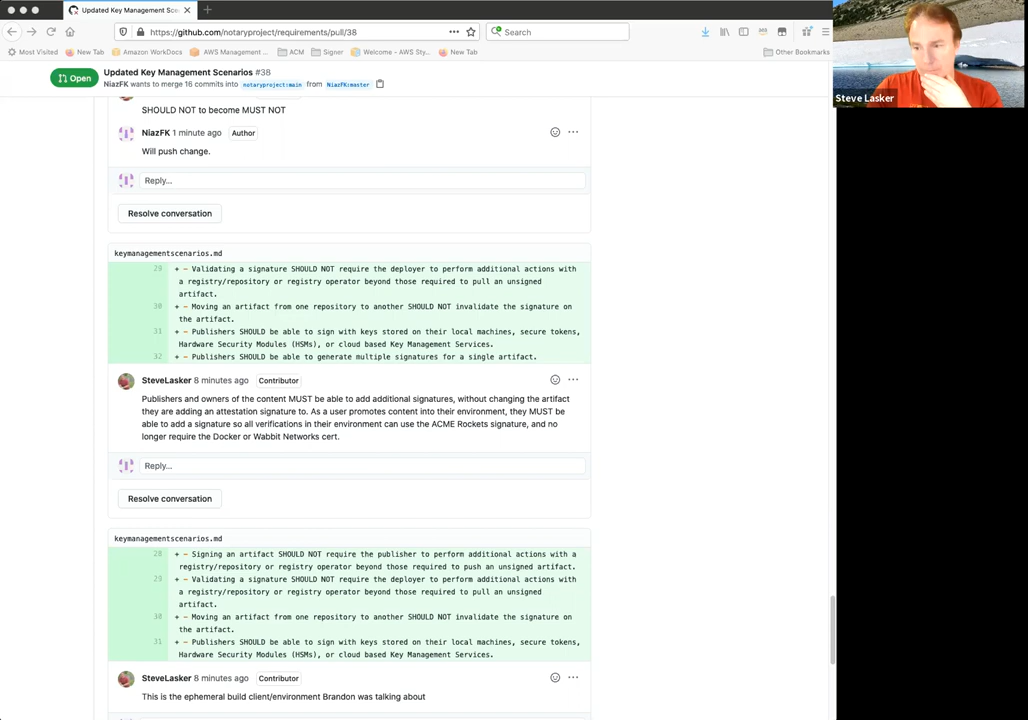 Updated Key Management Sce
https://github.com/notaryproject/requirements/pull/38
Search
Most Visited
New Tab
Amazon WorkDocs
AWS Management ...
ACM
Signer
Welcome - AWS Sty...
New Tab
Other Bookmarks
Open
Updated Key Management Scenarios #38
NiazFK wants to merge 16 commits into notaryproject:main from NiazFK:master
SHOULD NOT to become MUST NOT
NiazFK 1 minute ago Author
Will push change.
Reply...
Resolve conversation
keymanagementscenarios.md
29 + - Validating a signature SHOULD NOT require the deployer to perform additional actions with
a registry/repository or registry operator beyond those required to pull an unsigned
artifact.
30 + - Moving an artifact from one repository to another SHOULD NOT invalidate the signature on
the artifact.
31 + - Publishers SHOULD be able to sign with keys stored on their local machines, secure tokens,
Hardware Security Modules (HSMs), or cloud based Key Management Services.
32 + - Publishers SHOULD be able to generate multiple signatures for a single artifact.
SteveLasker 8 minutes ago Contributor
Publishers and owners of the content MUST be able to add additional signatures, without changing the artifact
they are adding an attestation signature to. As a user promotes content into their environment, they MUST be
able to add a signature so all verifications in their environment can use the ACME Rockets signature, and no
longer require the Docker or Wabbit Networks cert.
Reply...
Resolve conversation
keymanagementscenarios.md
28 + - Signing an artifact SHOULD NOT require the publisher to perform additional actions with a
registry/repository or registry operator beyond those required to push an unsigned artifact.
29 + - Validating a signature SHOULD NOT require the deployer to perform additional actions with
a registry/repository or registry operator beyond those required to pull an unsigned
artifact.
30 + - Moving an artifact from one repository to another SHOULD NOT invalidate the signature on
the artifact.
31 + - Publishers SHOULD be able to sign with keys stored on their local machines, secure tokens,
Hardware Security Modules (HSMs), or cloud based Key Management Services.
SteveLasker 8 minutes ago Contributor
This is the ephemeral build client/environment Brandon was talking about
Steve Lasker